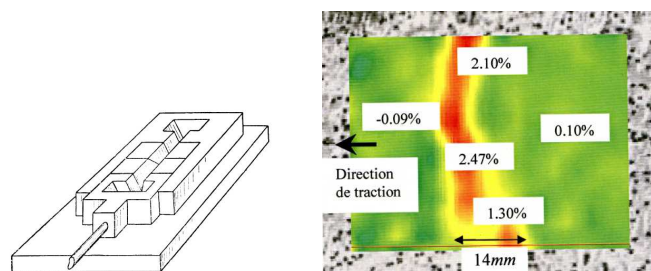 2.10%
-0.09%
0.10%
2.47%
Direction
de traction
1.30%
14mm